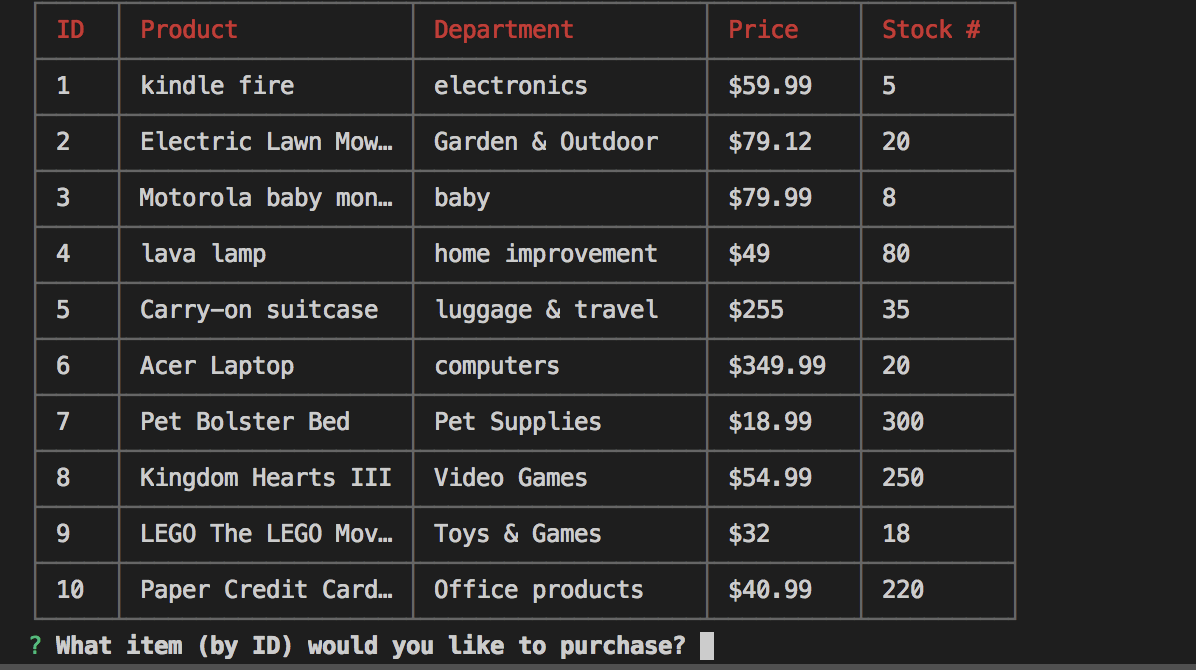 ID Product Department Price Stock #
1 kindle fire electronics $59.99 5
2 Electric Lawn Mow… Garden & Outdoor $79.12 20
3 Motorola baby mon… baby $79.99 8
4 lava lamp home improvement $49 80
5 Carry-on suitcase luggage & travel $255 35
6 Acer Laptop computers $349.99 20
7 Pet Bolster Bed Pet Supplies $18.99 300
8 Kingdom Hearts III Video Games $54.99 250
9 LEGO The LEGO Mov… Toys & Games $32 18
10 Paper Credit Card… Office products $40.99 220
? What item (by ID) would you like to purchase?